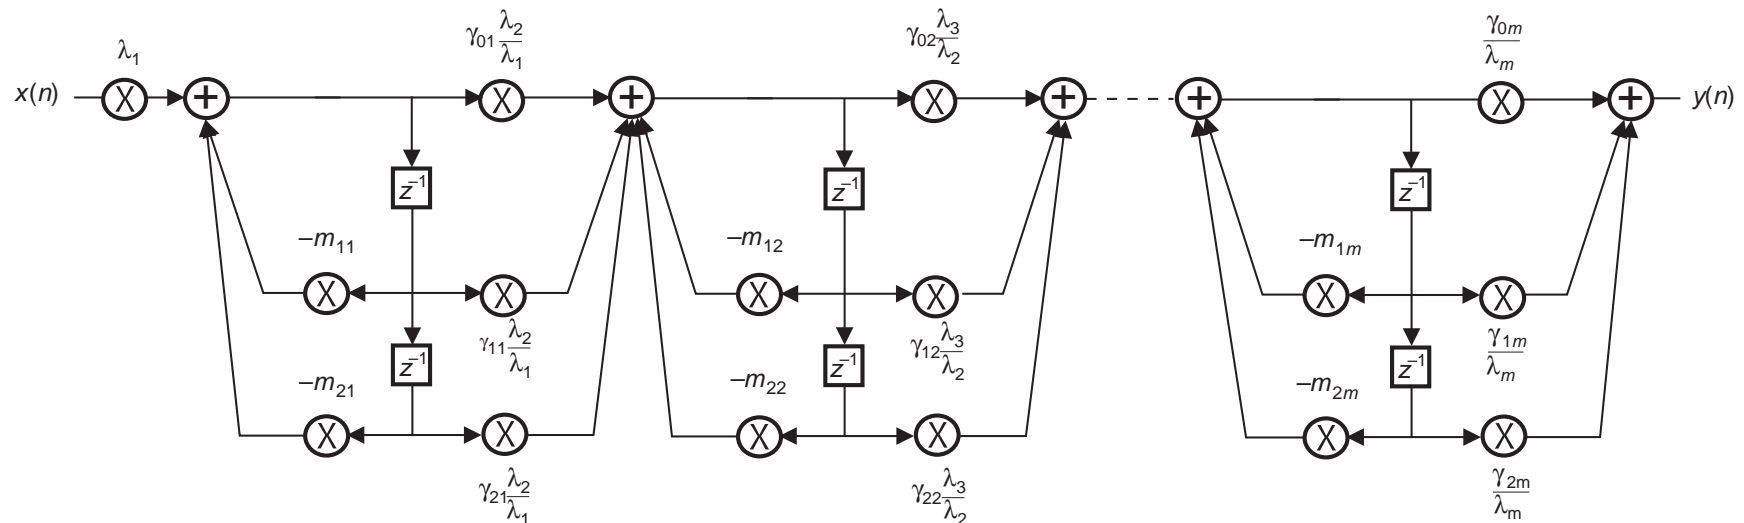 λ₁
γ₀₁ λ₂/λ₁
γ₀₂ λ₃/λ₂
γ₀ₘ/λₘ
x(n)
X
+
X
+
X
+
+
X
+
y(n)
z⁻¹
z⁻¹
z⁻¹
–m₁₁
–m₁₂
–m₁ₘ
X
X
X
X
X
X
γ₁₁ λ₂/λ₁
γ₁₂ λ₃/λ₂
γ₁ₘ/λₘ
z⁻¹
z⁻¹
z⁻¹
–m₂₁
–m₂₂
–m₂ₘ
X
X
X
X
X
X
γ₂₁ λ₂/λ₁
γ₂₂ λ₃/λ₂
γ₂ₘ/λₘ